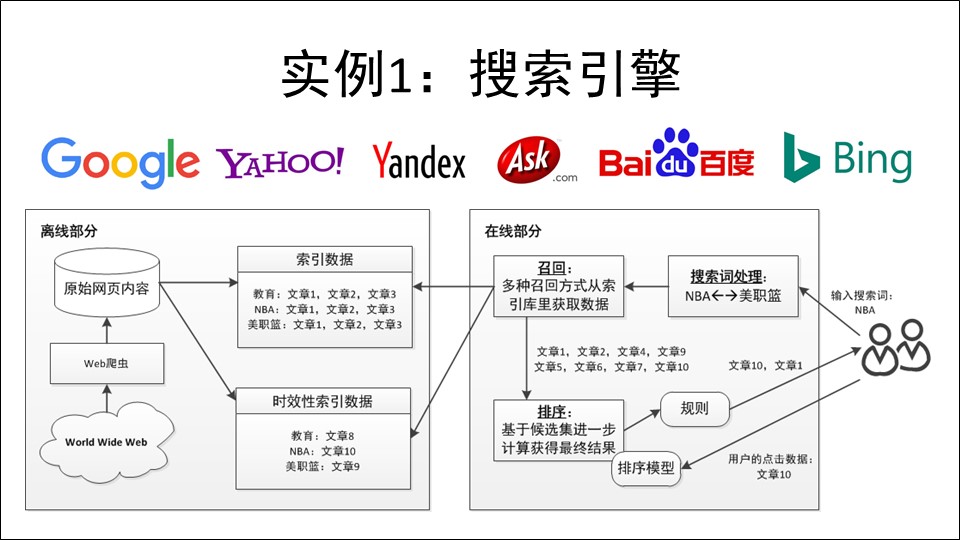 实例1：搜索引擎
Google
YAHOO!
Yandex
Ask
.com
Bai du 百度
Bing
离线部分
原始网页内容
Web爬虫
World Wide Web
索引数据
教育：文章1，文章2，文章3
NBA：文章1，文章2，文章3
美职篮：文章1，文章2，文章3
时效性索引数据
教育：文章8
NBA：文章10
美职篮：文章9
在线部分
召回：
多种召回方式从索
引库里获取数据
搜索词处理：
NBA←→美职篮
输入搜索词：
NBA
文章1，文章2，文章4，文章9
文章5，文章6，文章7，文章10
文章10，文章1
排序：
基于候选集进一步
计算获得最终结果
规则
排序模型
用户的点击数据：
文章10